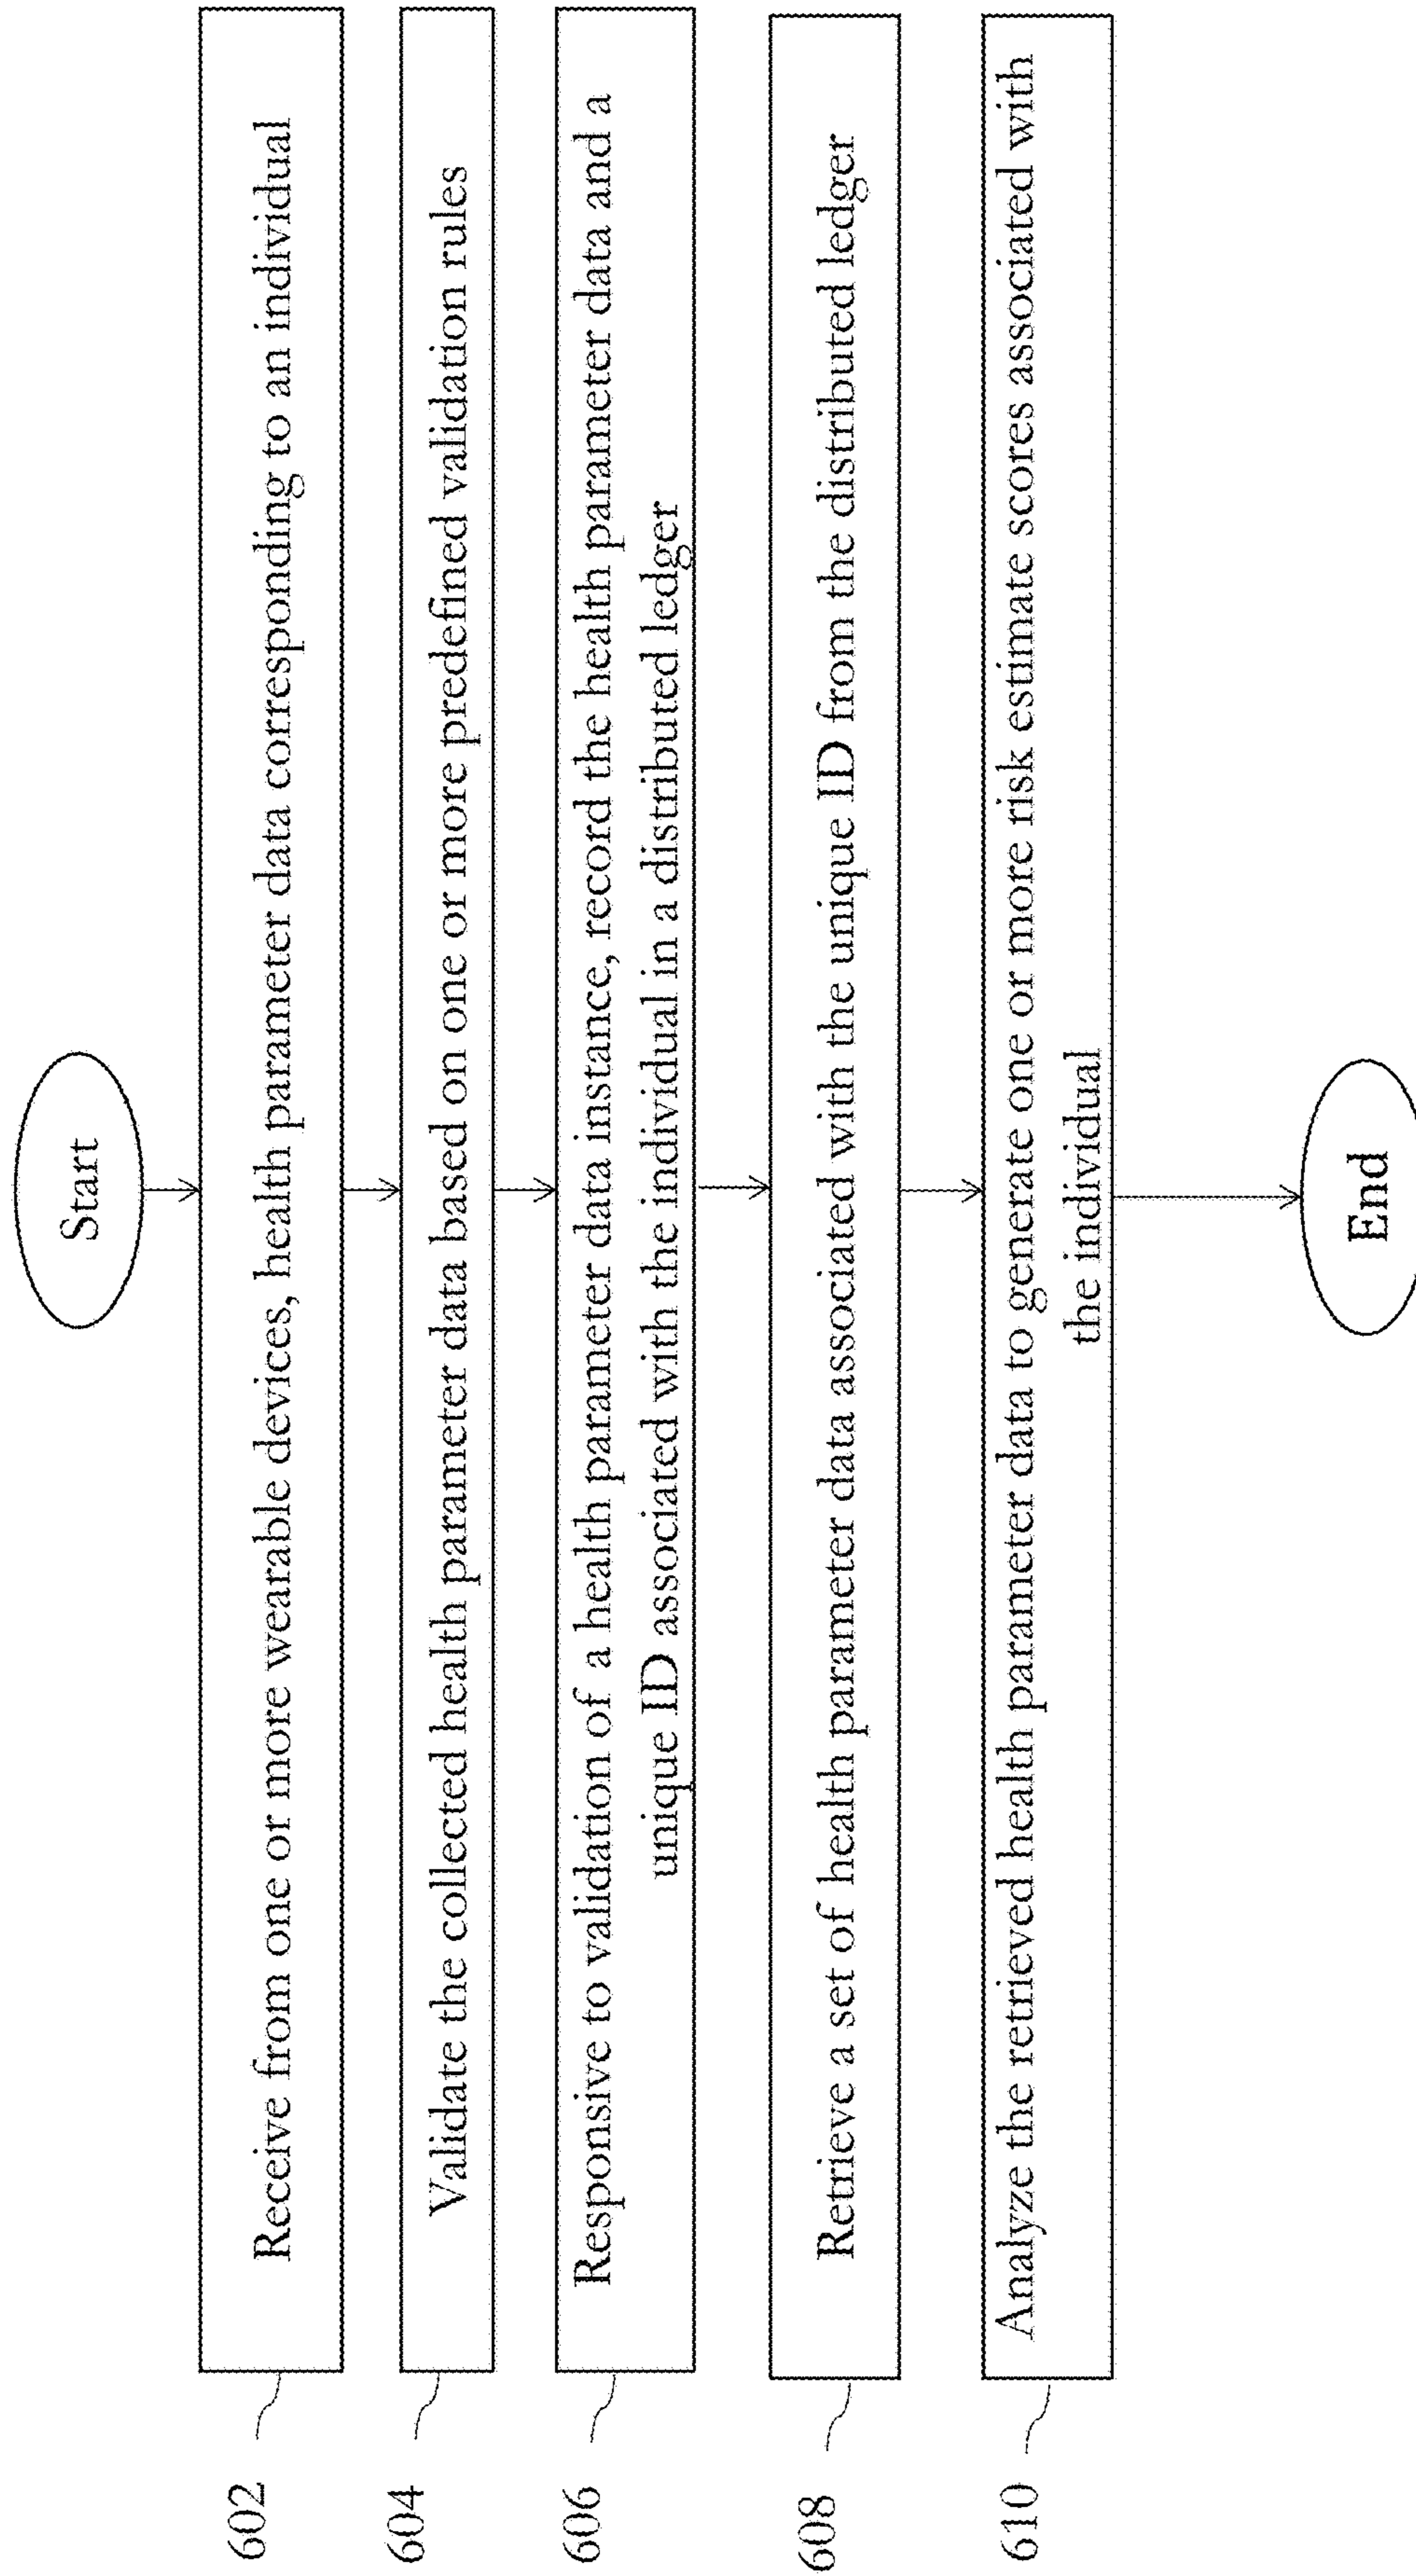 Start
602
Receive from one or more wearable devices, health parameter data corresponding to an individual
604
Validate the collected health parameter data based on one or more predefined validation rules
606
Responsive to validation of a health parameter data instance, record the health parameter data and a
unique ID associated with the individual in a distributed ledger
608
Retrieve a set of health parameter data associated with the unique ID from the distributed ledger
610
Analyze the retrieved health parameter data to generate one or more risk estimate scores associated with
the individual
End